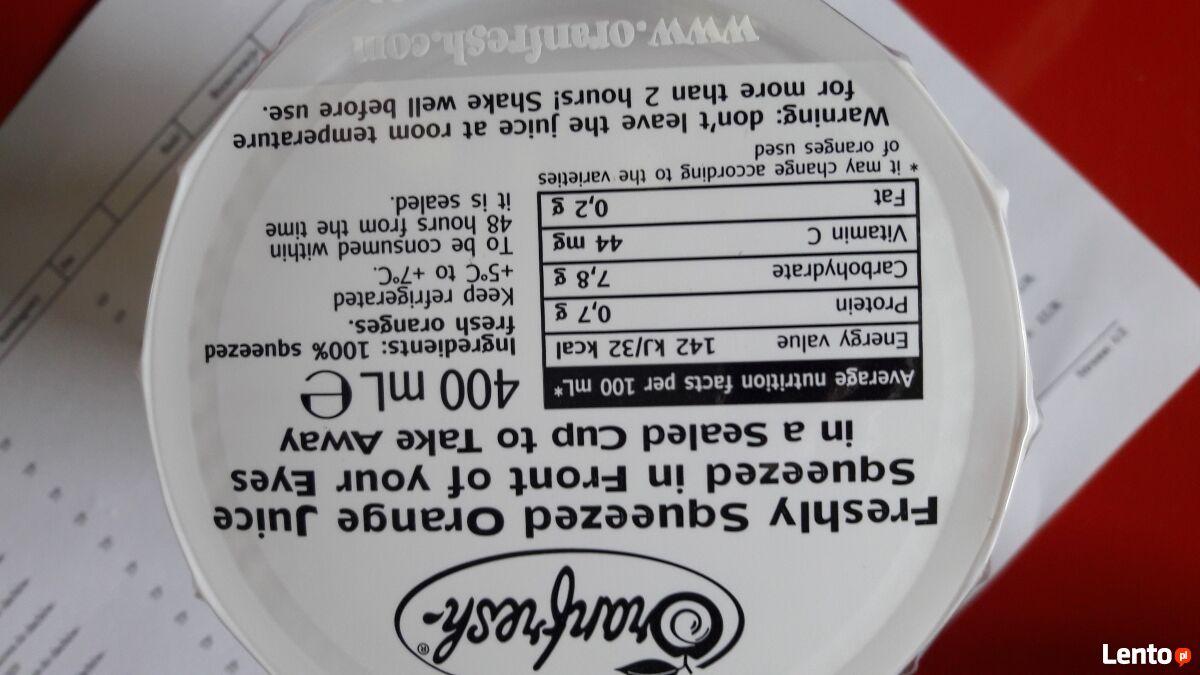 Oranfresh®
Freshly Squeezed Orange Juice
Squeezed in Front of your Eyes
in a Sealed Cup to Take Away
Average nutrition facts per 100 mL*
Energy value 142 kJ/32 kcal
Protein 0,7 g
Carbohydrate 7,8 g
Vitamin C 44 mg
Fat 0,2 g
* it may change according to the varieties
of oranges used
400 mL ℮
Ingredients: 100% squeezed
fresh oranges.
Keep refrigerated
+5°C to +7°C.
To be consumed within
48 hours from the time
it is sealed.
Warning: don't leave the juice at room temperature
for more than 2 hours! Shake well before use.
www.oranfresh.com
Lento pl